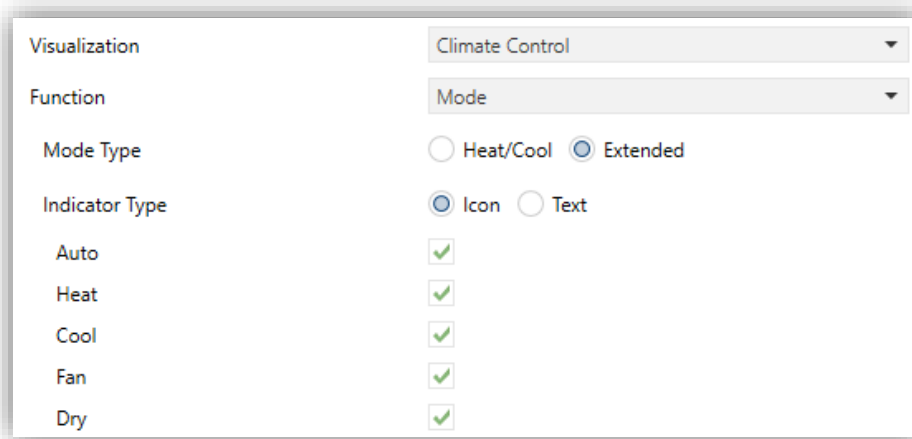 Visualization Climate Control
Function Mode
Mode Type Heat/Cool Extended
Indicator Type Icon Text
Auto
Heat
Cool
Fan
Dry